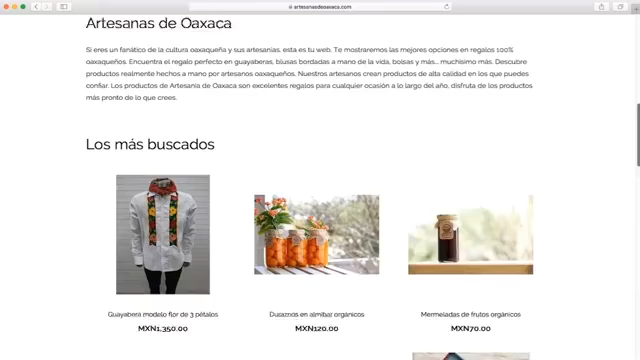 artesanasdeoaxaca.com
Artesanas de Oaxaca
Si eres un fanático de la cultura oaxaqueña y sus artesanías. esta es tu web. Te mostraremos las mejores opciones en regalos 100%
oaxaqueños. Encuentra el regalo perfecto en guayaberas, blusas bordadas a mano de la vida, bolsas y más... muchísimo más. Descubre
productos realmente hechos a mano por artesanos oaxaqueños, Nuestros artesanos crean productos de alta calidad en los que puedes
confiar. Los productos de Artesanía de Oaxaca son excelentes regalos para cualquier ocasión a lo largo del año, disfruta de los productos
más pronto de lo que crees.
Los más buscados
Guayabera modelo flor de 3 pétalos
MXN1,350.00
Duraznos en almibar orgánicos
MXN120.00
Mermeladas de frutos orgánicos
MXN70.00